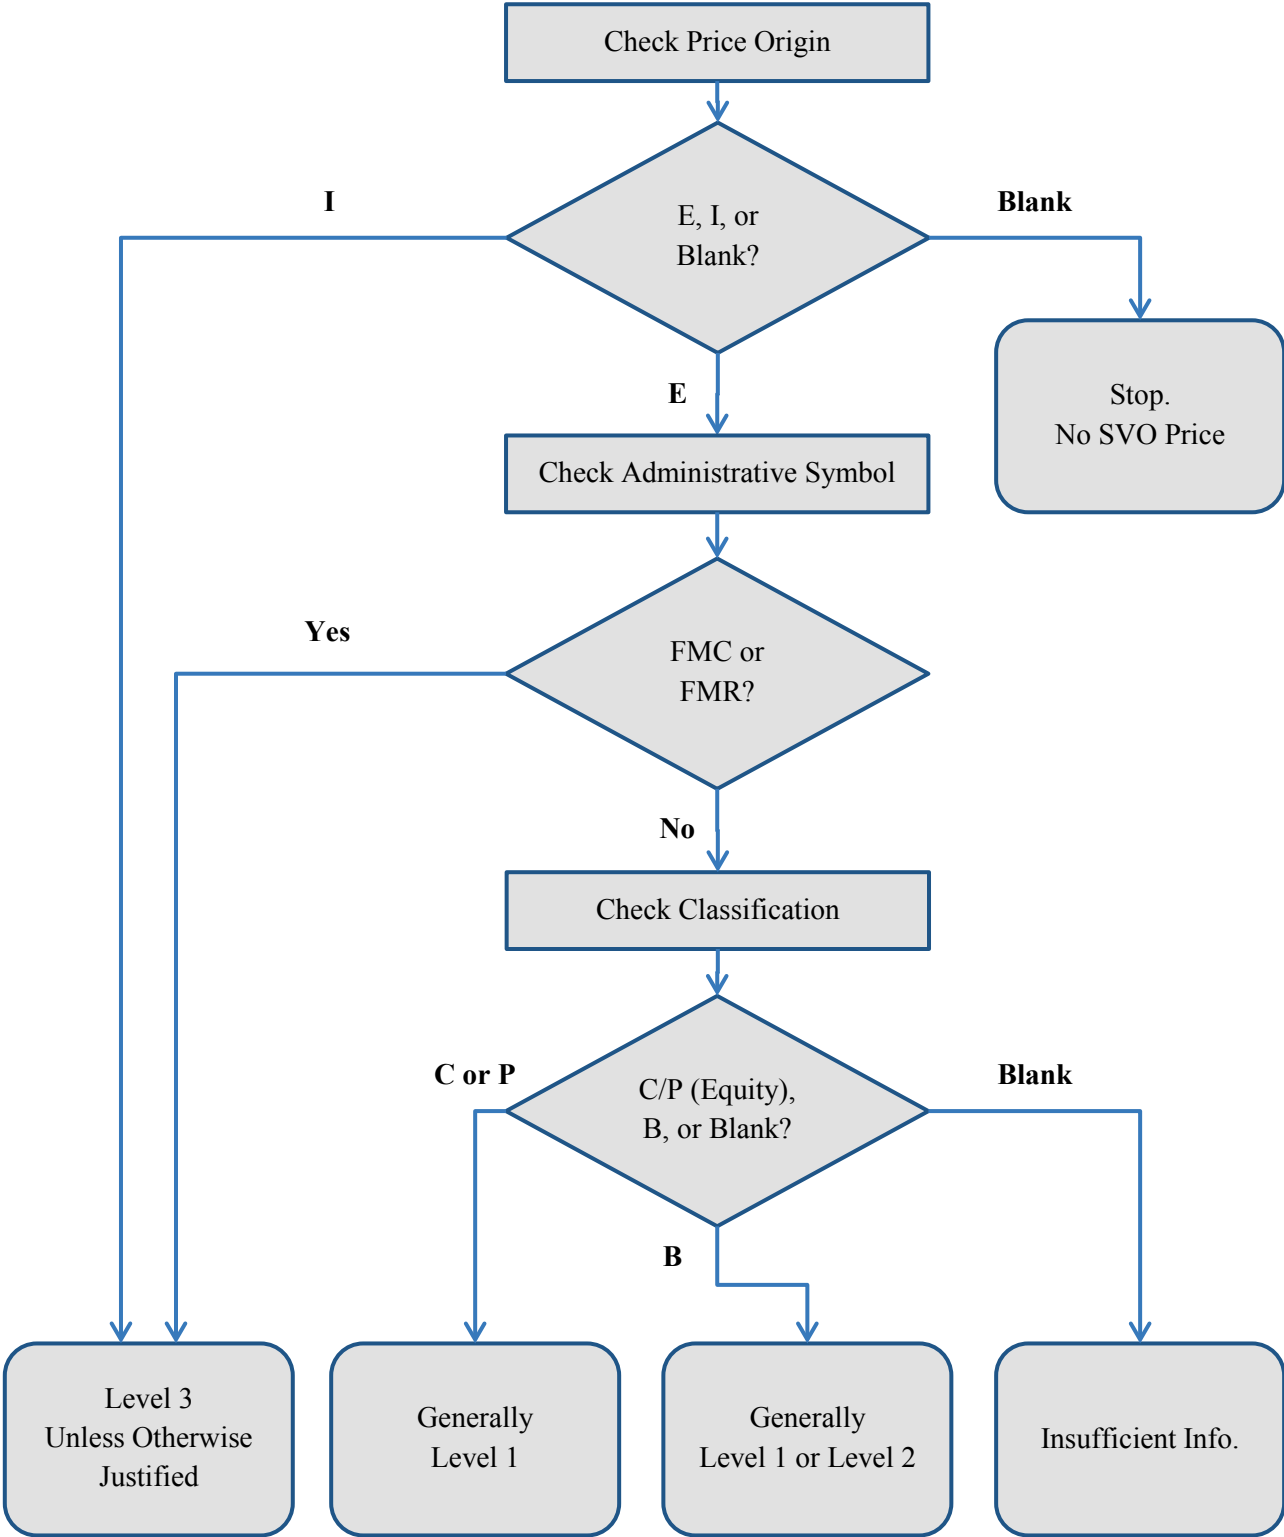 Check Price Origin
I
Blank
E, I, or
Blank?
Stop.
No SVO Price
E
Check Administrative Symbol
Yes
FMC or
FMR?
No
Check Classification
C or P
Blank
C/P (Equity),
B, or Blank?
B
Level 3
Unless Otherwise
Justified
Generally
Level 1
Generally
Level 1 or Level 2
Insufficient Info.